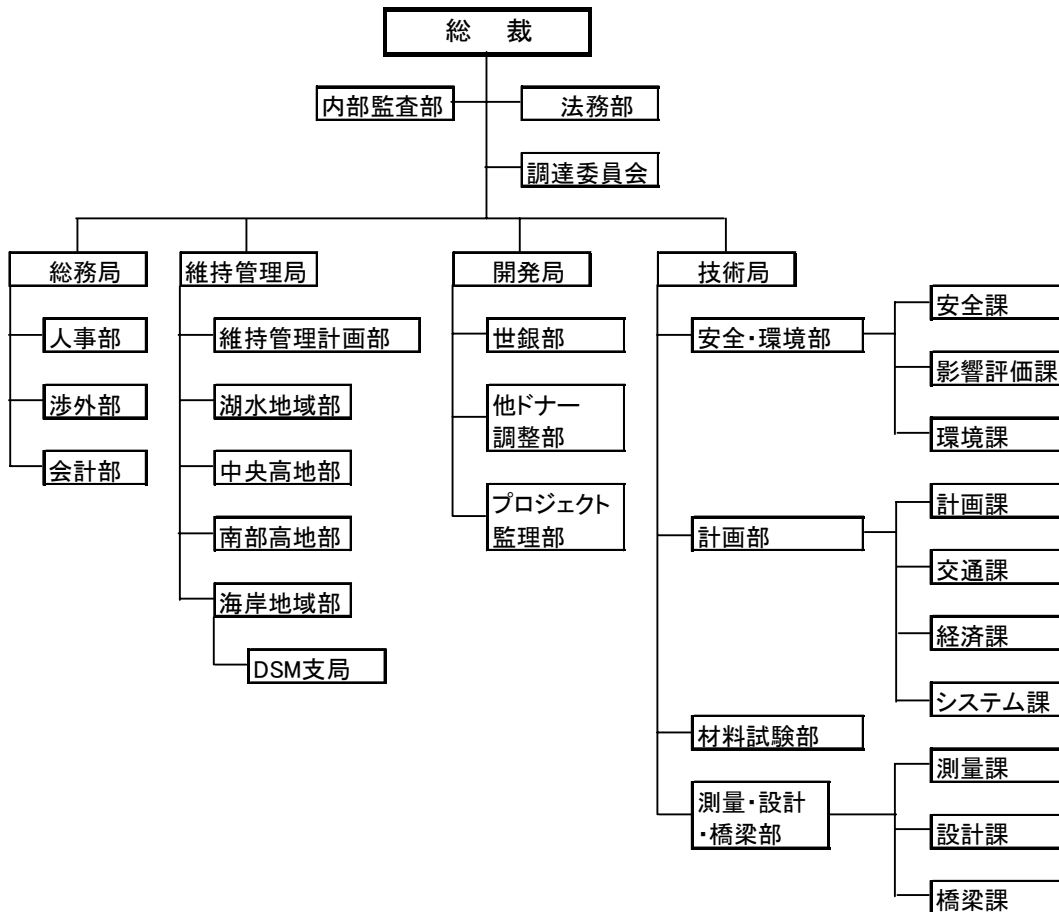 総　裁
内部監査部
法務部
調達委員会
総務局
人事部
渉外部
会計部
維持管理局
維持管理計画部
湖水地域部
中央高地部
南部高地部
海岸地域部
DSM支局
開発局
世銀部
他ドナー
調整部
プロジェクト
監理部
技術局
安全・環境部
安全課
影響評価課
環境課
計画部
計画課
交通課
経済課
システム課
材料試験部
測量・設計
・橋梁部
測量課
設計課
橋梁課